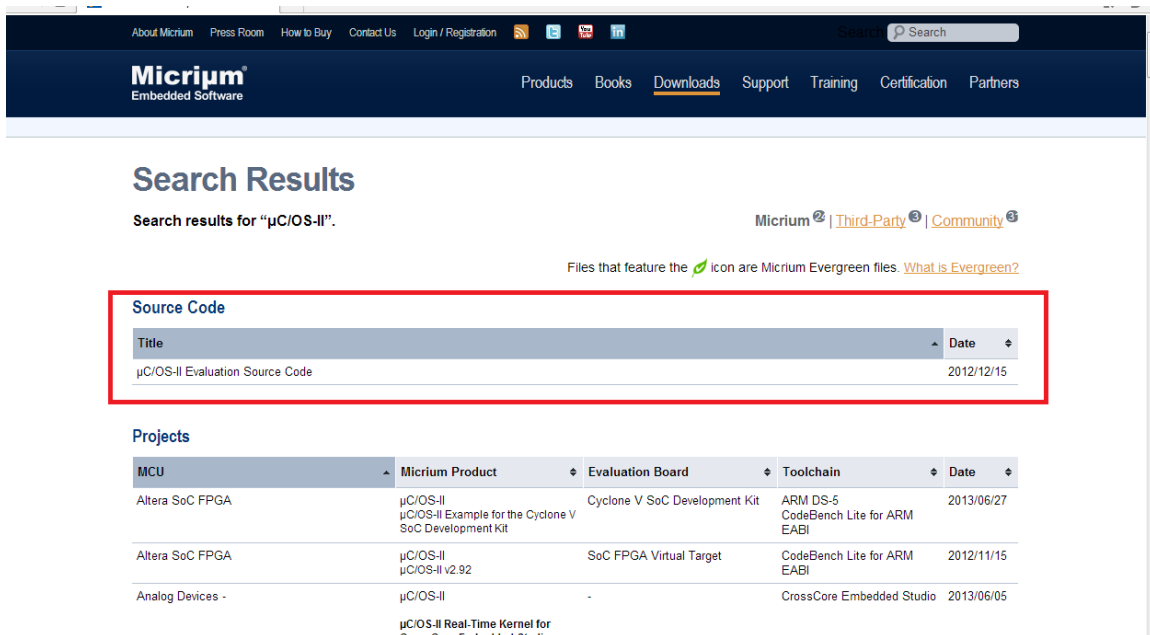 About Micrium Press Room How to Buy Contact Us Login / Registration Search Search
Micriµm®
Embedded Software
Products Books Downloads Support Training Certification Partners
Search Results
Search results for “µC/OS-II”.
Micrium | Third-Party 3 | Community
Files that feature the icon are Micrium Evergreen files. What is Evergreen?
Source Code
Title Date
µC/OS-II Evaluation Source Code 2012/12/15
Projects
MCU Micrium Product Evaluation Board Toolchain Date
Altera SoC FPGA µC/OS-II Cyclone V SoC Development Kit ARM DS-5 2013/06/27
µC/OS-II Example for the Cyclone V CodeBench Lite for ARM
SoC Development Kit EABI
Altera SoC FPGA µC/OS-II SoC FPGA Virtual Target CodeBench Lite for ARM 2012/11/15
µC/OS-II v2.92 EABI
Analog Devices - µC/OS-II - CrossCore Embedded Studio 2013/06/05
µC/OS-II Real-Time Kernel for